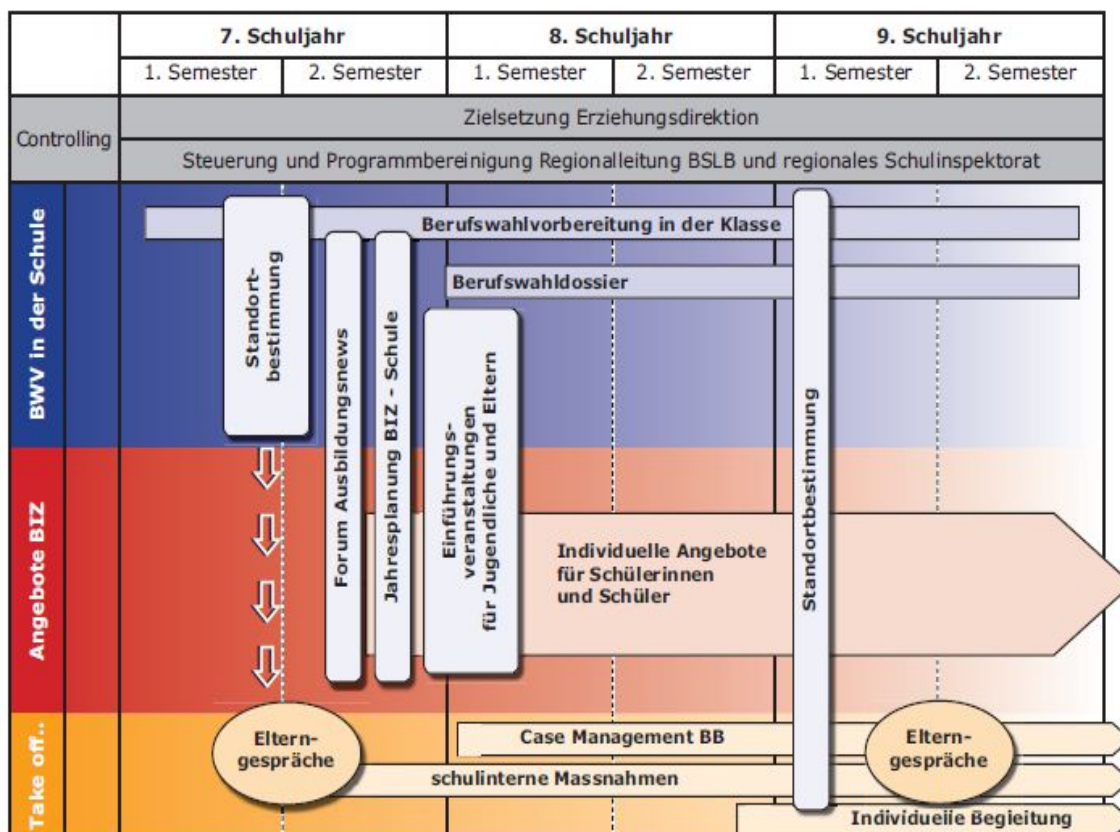 7. Schuljahr
8. Schuljahr
9. Schuljahr
1. Semester
2. Semester
1. Semester
2. Semester
1. Semester
2. Semester
Controlling
Zielsetzung Erziehungsdirektion
Steuerung und Programmbereinigung Regionalleitung BSLB und regionales Schulinspektorat
BWV in der Schule
Berufswahlvorbereitung in der Klasse
Berufswahldossier
Standort-
bestimmung
Forum Ausbildungsnews
Jahresplanung BIZ - Schule
Einführungs-
veranstaltungen
für Jugendliche und Eltern
Standortbestimmung
Angebote BIZ
Individuelle Angebote
für Schülerinnen
und Schüler
Take off..
Eltern-
gespräche
Case Management BB
schulinterne Massnahmen
Eltern-
gespräche
Individuelle Begleitung